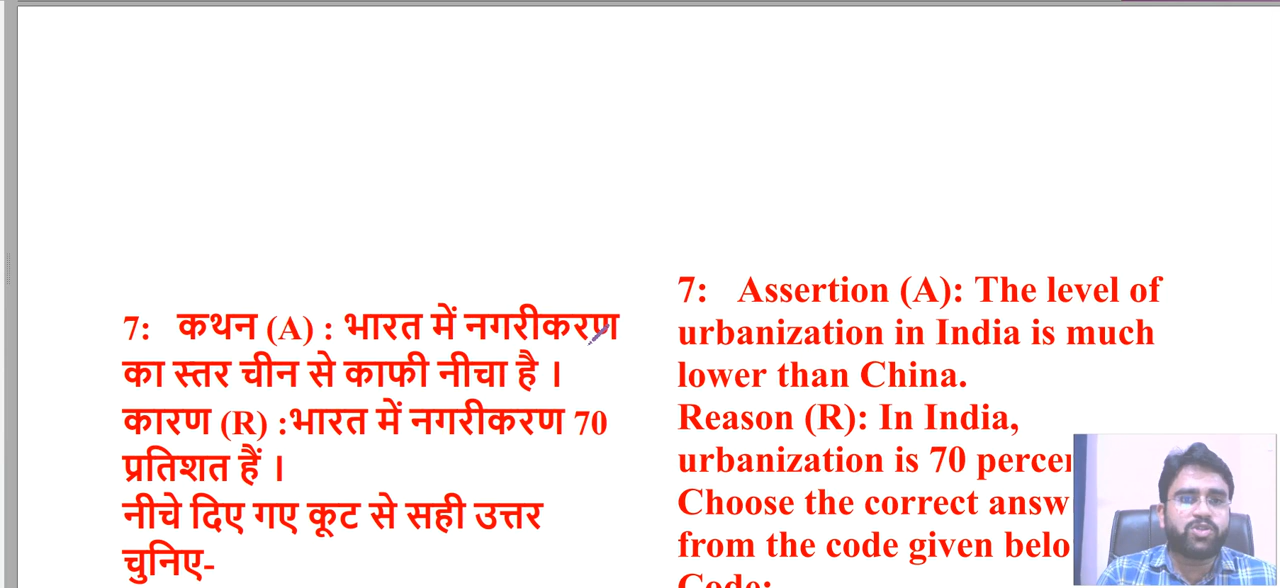 7: कथन (A) : भारत में नगरीकरण
का स्तर चीन से काफी नीचा है ।
कारण (R) :भारत में नगरीकरण 70
प्रतिशत हैं ।
नीचे दिए गए कूट से सही उत्तर
चुनिए-
7: Assertion (A): The level of
urbanization in India is much
lower than China.
Reason (R): In India,
urbanization is 70
Choose the correct
from the code given
Code: